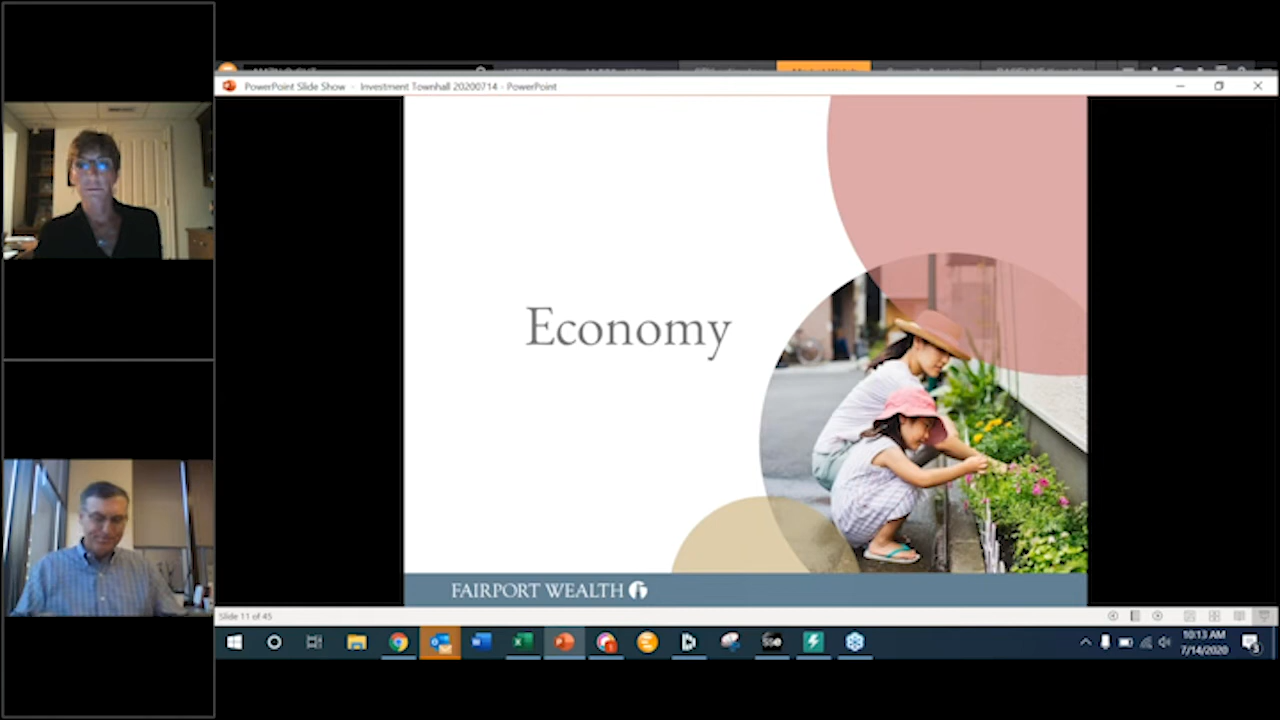 PowerPoint Slide Show - Investment Townhall 20200714 - PowerPoint
Economy
FAIRPORT WEALTH
Slide 11 of 45
10:13 AM
7/14/2020